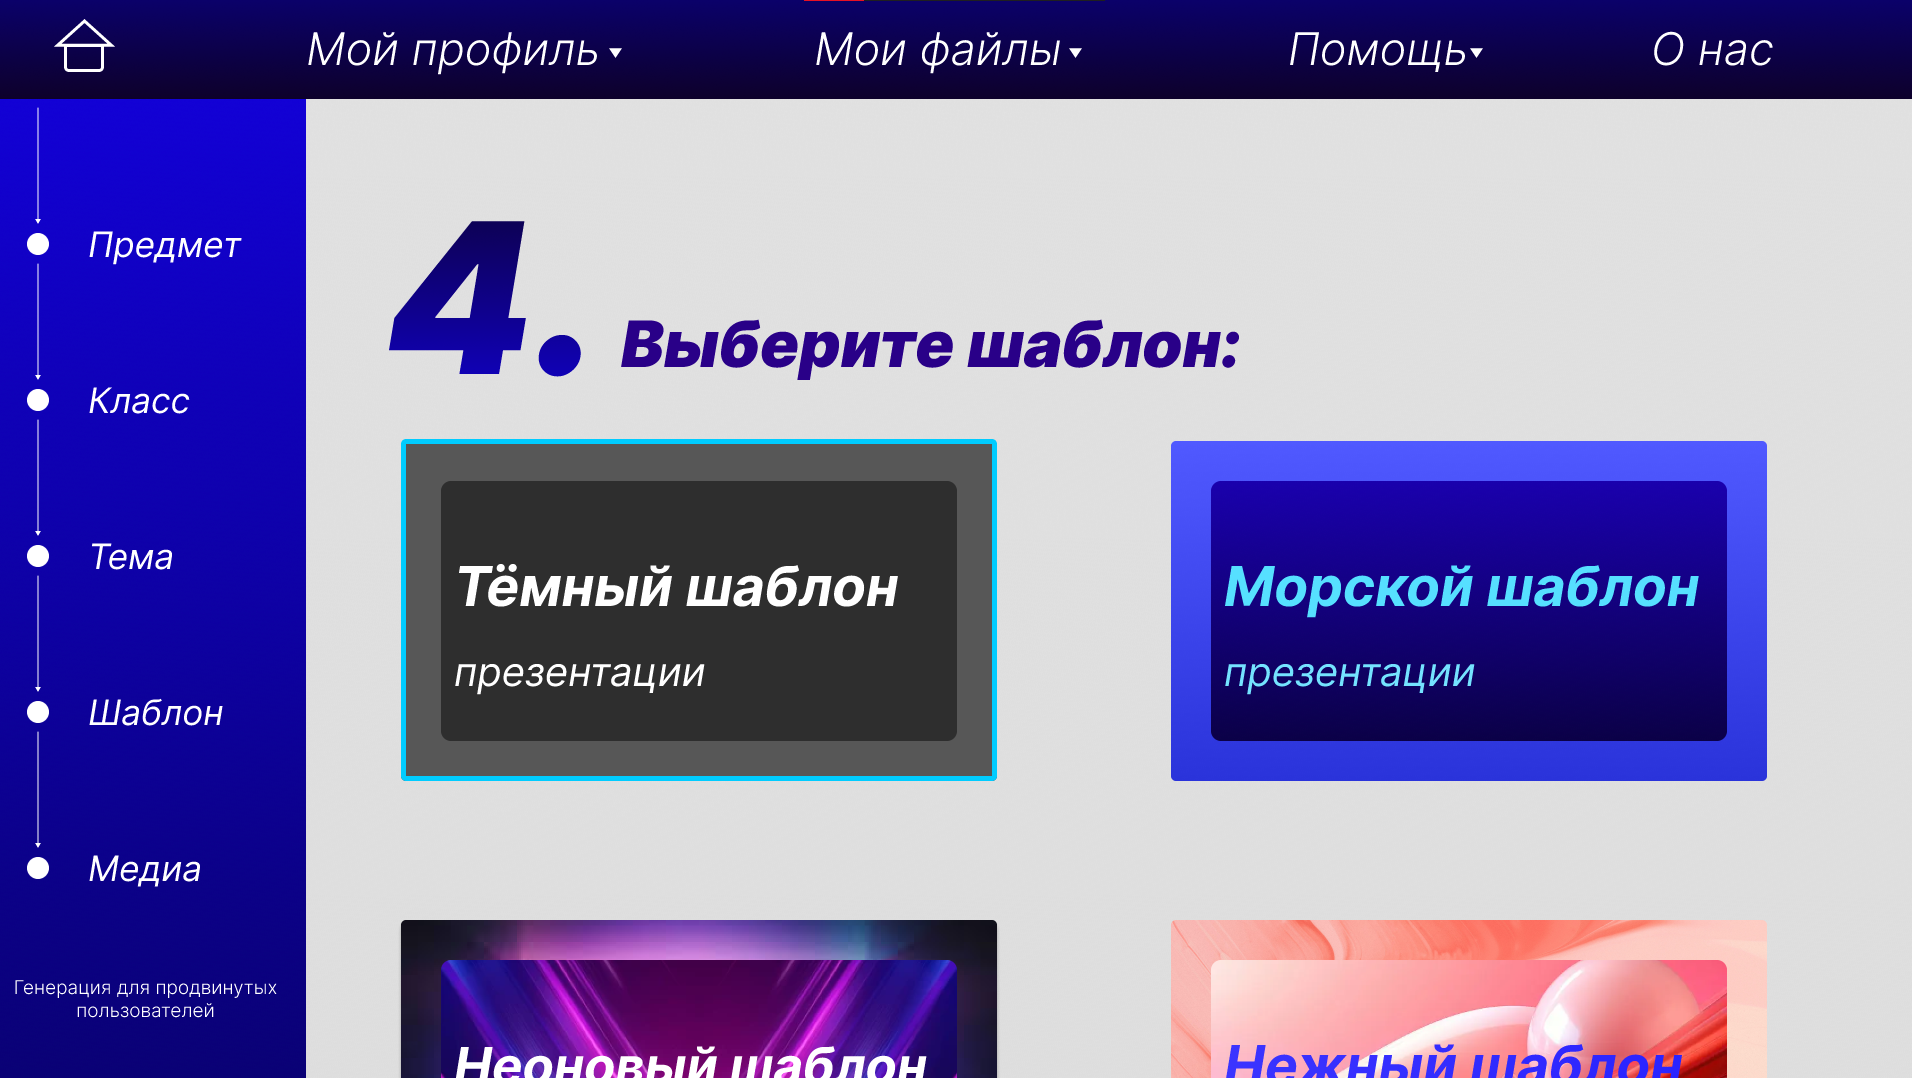 Мой профиль
Мои файлы
Помощь
О нас
Предмет
Класс
Тема
Шаблон
Медиа
Генерация для продвинутых
пользователей
4. Выберите шаблон:
Тёмный шаблон
презентации
Морской шаблон
презентации
Неоновый шаблон
Нежный шаблон